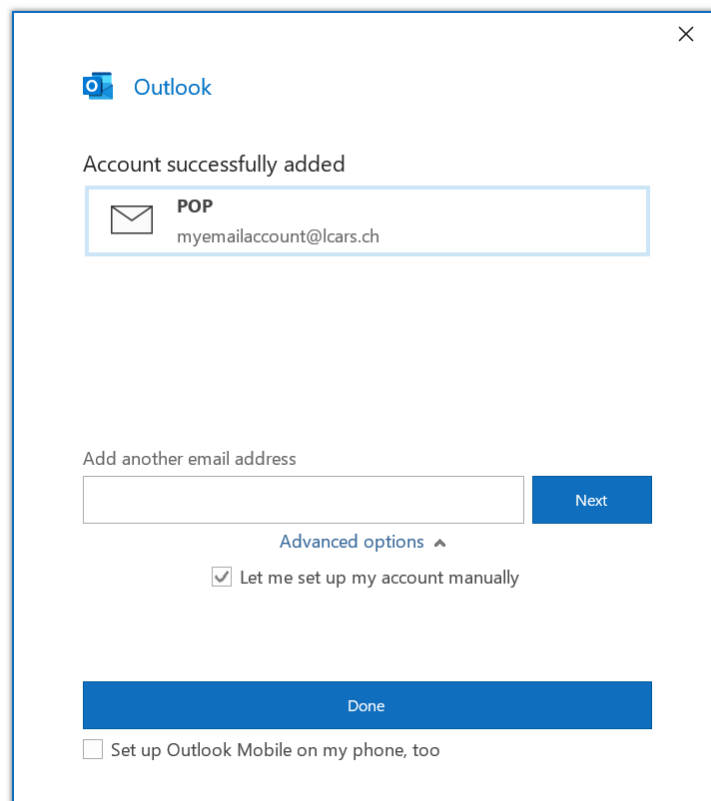 Outlook
Account successfully added
POP
myemailaccount@lcars.ch
Add another email address
Next
Advanced options
Let me set up my account manually
Done
Set up Outlook Mobile on my phone, too